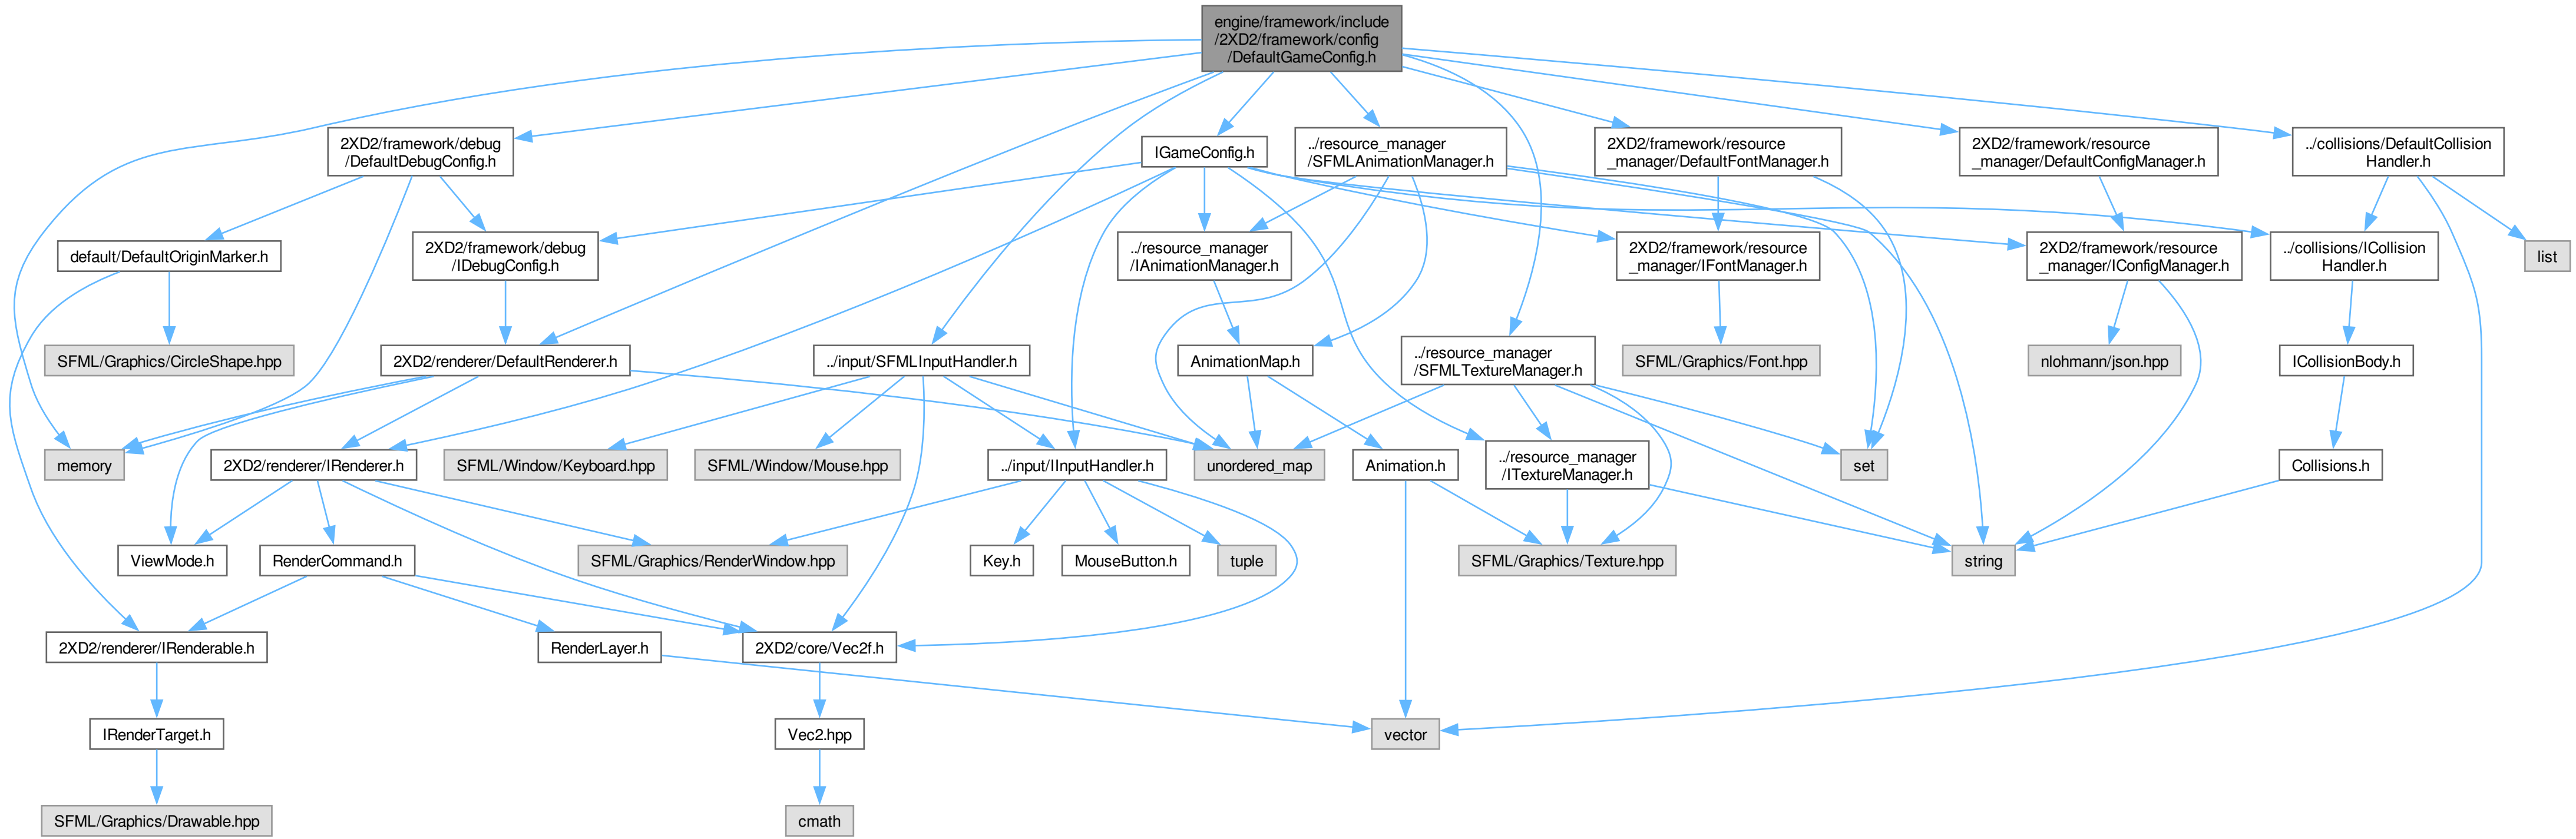 engine/framework/include
/2XD2/framework/config
/DefaultGameConfig.h
2XD2/framework/debug
/DefaultDebugConfig.h
IGameConfig.h
../resource_manager
/SFMLAnimationManager.h
2XD2/framework/resource
_manager/DefaultFontManager.h
2XD2/framework/resource
_manager/DefaultConfigManager.h
../collisions/DefaultCollision
Handler.h
default/DefaultOriginMarker.h
2XD2/framework/debug
/IDebugConfig.h
../resource_manager
/IAnimationManager.h
2XD2/framework/resource
_manager/IFontManager.h
2XD2/framework/resource
_manager/IConfigManager.h
../collisions/ICollision
Handler.h
list
SFML/Graphics/CircleShape.hpp
2XD2/renderer/DefaultRenderer.h
../input/SFMLInputHandler.h
AnimationMap.h
../resource_manager
/SFMLTextureManager.h
SFML/Graphics/Font.hpp
nlohmann/json.hpp
ICollisionBody.h
memory
2XD2/renderer/IRenderer.h
SFML/Window/Keyboard.hpp
SFML/Window/Mouse.hpp
../input/IInputHandler.h
unordered_map
Animation.h
../resource_manager
/ITextureManager.h
set
Collisions.h
ViewMode.h
RenderCommand.h
SFML/Graphics/RenderWindow.hpp
Key.h
MouseButton.h
tuple
SFML/Graphics/Texture.hpp
string
2XD2/renderer/IRenderable.h
RenderLayer.h
2XD2/core/Vec2f.h
IRenderTarget.h
Vec2.hpp
vector
SFML/Graphics/Drawable.hpp
cmath